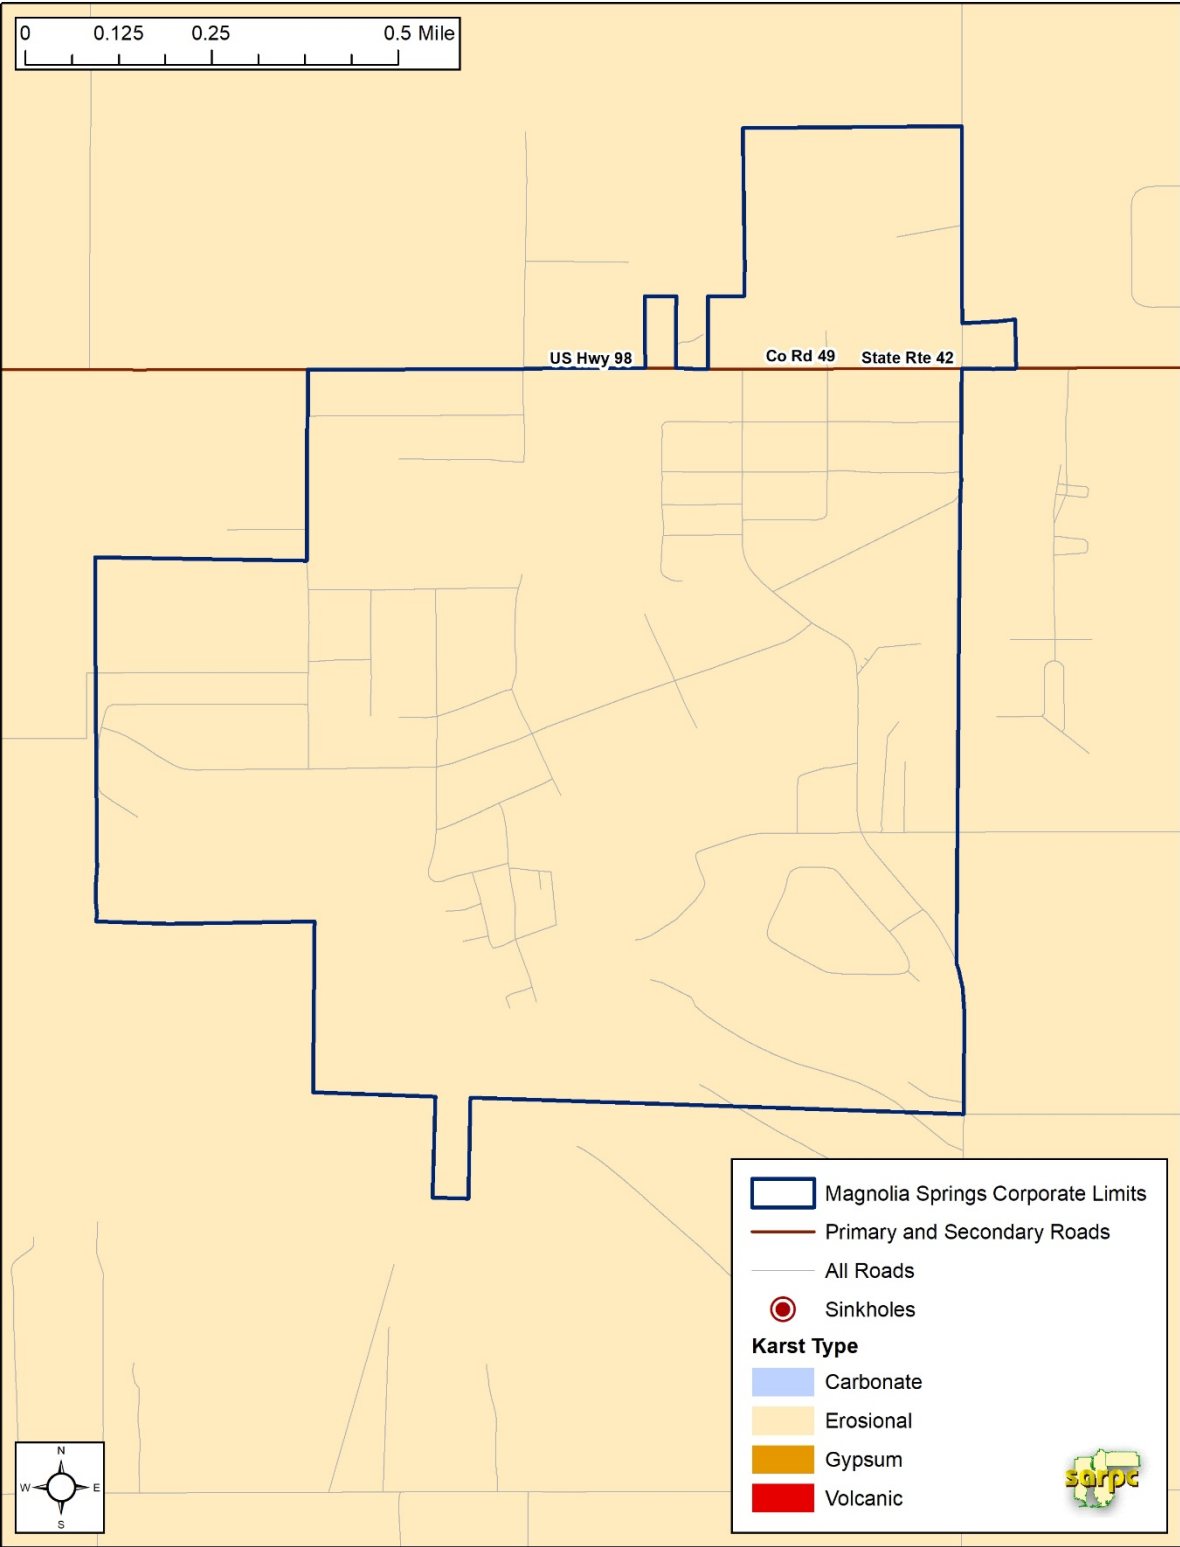 0 0.125 0.25 0.5 Mile
US Hwy 98 Co Rd 49 State Rte 42
Magnolia Springs Corporate Limits
Primary and Secondary Roads
All Roads
Sinkholes
Karst Type
Carbonate
Erosional
Gypsum
Volcanic
sarpc
N
W E
S